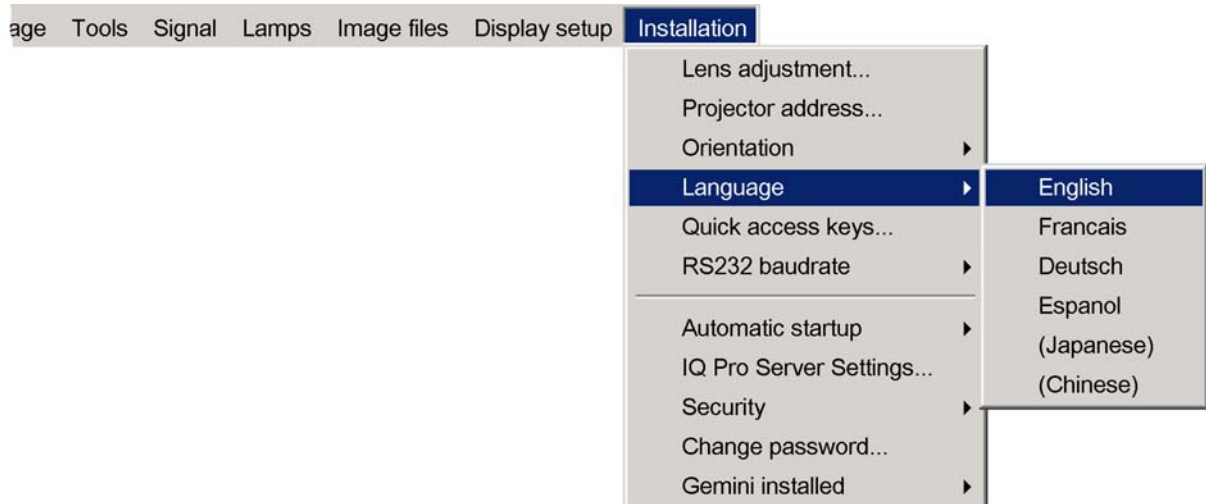 age Tools Signal Lamps Image files Display setup Installation
Lens adjustment...
Projector address...
Orientation
Language
English
Quick access keys...
Francais
RS232 baudrate
Deutsch
Espanol
Automatic startup
(Japanese)
IQ Pro Server Settings...
(Chinese)
Security
Change password...
Gemini installed